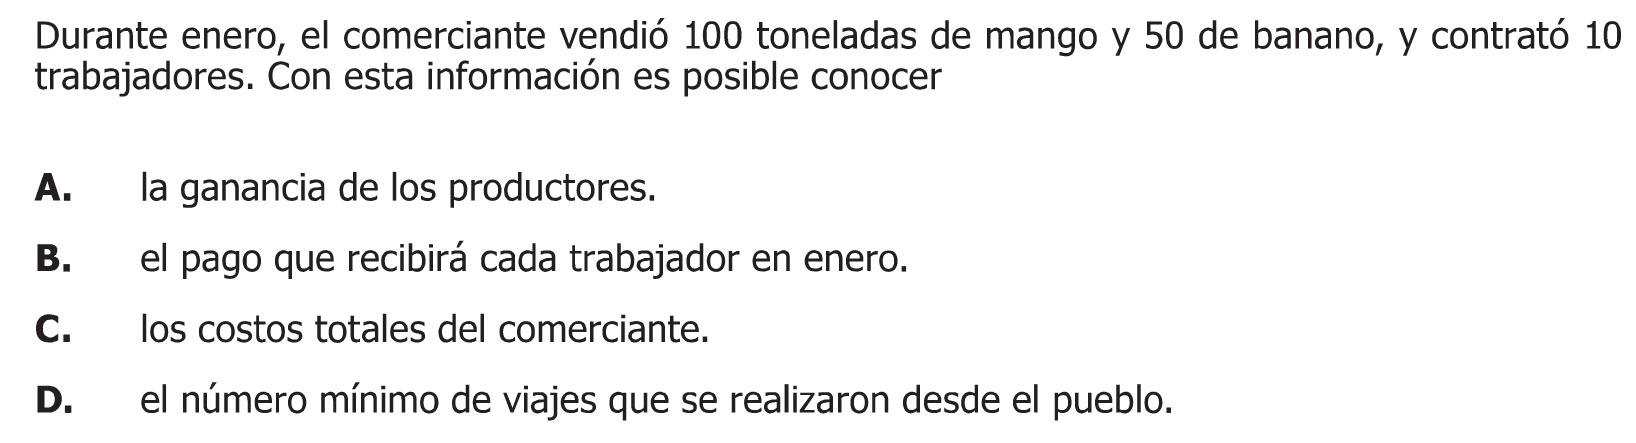 Durante enero, el comerciante vendió 100 toneladas de mango y 50 de banano, y contrató 10
trabajadores. Con esta información es posible conocer
A. la ganancia de los productores.
B. el pago que recibirá cada trabajador en enero.
C. los costos totales del comerciante.
D. el número mínimo de viajes que se realizaron desde el pueblo.